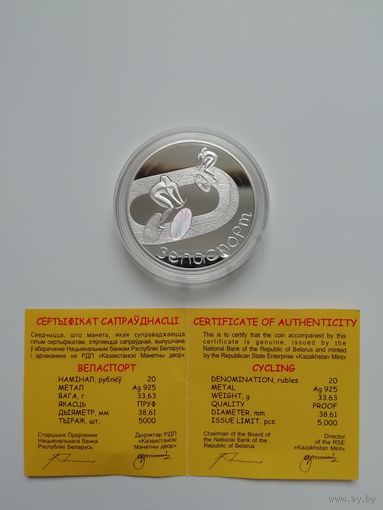 веласпорт
СЕРТЫФІКАТ САПРАЎДНАСЦІ
Сведчыцца, што манета, якая суправаджаецца
гэтым сертыфікатам, з'яўляецца сапраўднай, выпушчана
ў абарачэнне Нацыянальным банкам Рэспублікі Беларусь
і адчаканена на РДП «Казахстанскі Манетны двор»
ВЕЛАСПОРТ
НАМІНАЛ, рублёў 20
МЕТАЛ Ag 925
ВАГА, г 33,63
ЯКАСЦЬ ПРУФ
ДЫЯМЕТР, мм 38,61
ТЫРАЖ, шт. 5000
Старшыня Праўлення Дырэктар РДП
Нацыянальнага банка «Казахстанскі
Рэспублікі Беларусь Манетны двор»
CERTIFICATE OF AUTHENTICITY
This is to certify that the coin accompanied by this
certificate is genuine, issued by the
National Bank of the Republic of Belarus and minted
by the Republican State Enterprise «Kazakhstan Mint»
CYCLING
DENOMINATION, rubles 20
METAL Ag 925
WEIGHT, g 33.63
QUALITY PROOF
DIAMETER, mm 38.61
ISSUE LIMIT, pcs. 5,000
Chairman of the Board Director
of the National Bank of of the RSE
the Republic of Belarus «Kazakhstan Mint»
ay.by